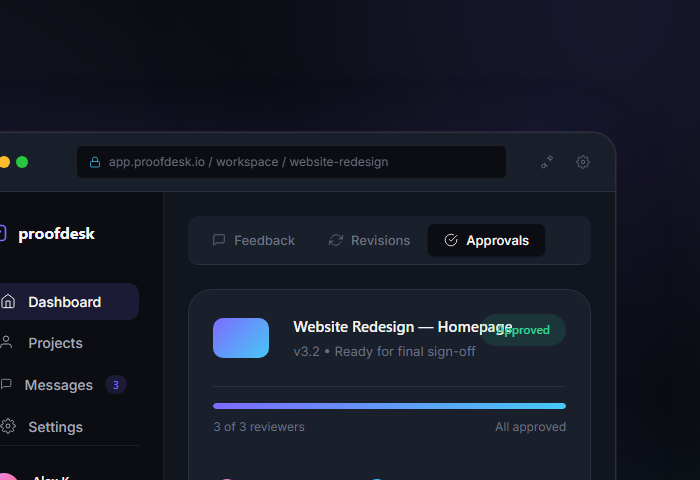 app.proofdesk.io / workspace / website-redesign
proofdesk
Feedback
Revisions
Approvals
Dashboard
Projects
Messages 3
Settings
Website Redesign — Homepage
Approved
v3.2 • Ready for final sign-off
3 of 3 reviewers
All approved